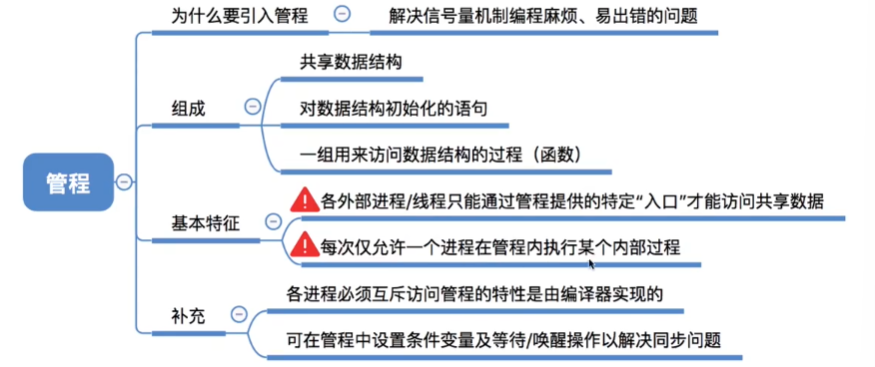 为什么要引入管程
解决信号量机制编程麻烦、易出错的问题
共享数据结构
组成
对数据结构初始化的语句
一组用来访问数据结构的过程（函数）
管程
各外部进程/线程只能通过管程提供的特定“入口”才能访问共享数据
基本特征
每次仅允许一个进程在管程内执行某个内部过程
各进程必须互斥访问管程的特性是由编译器实现的
补充
可在管程中设置条件变量及等待/唤醒操作以解决同步问题